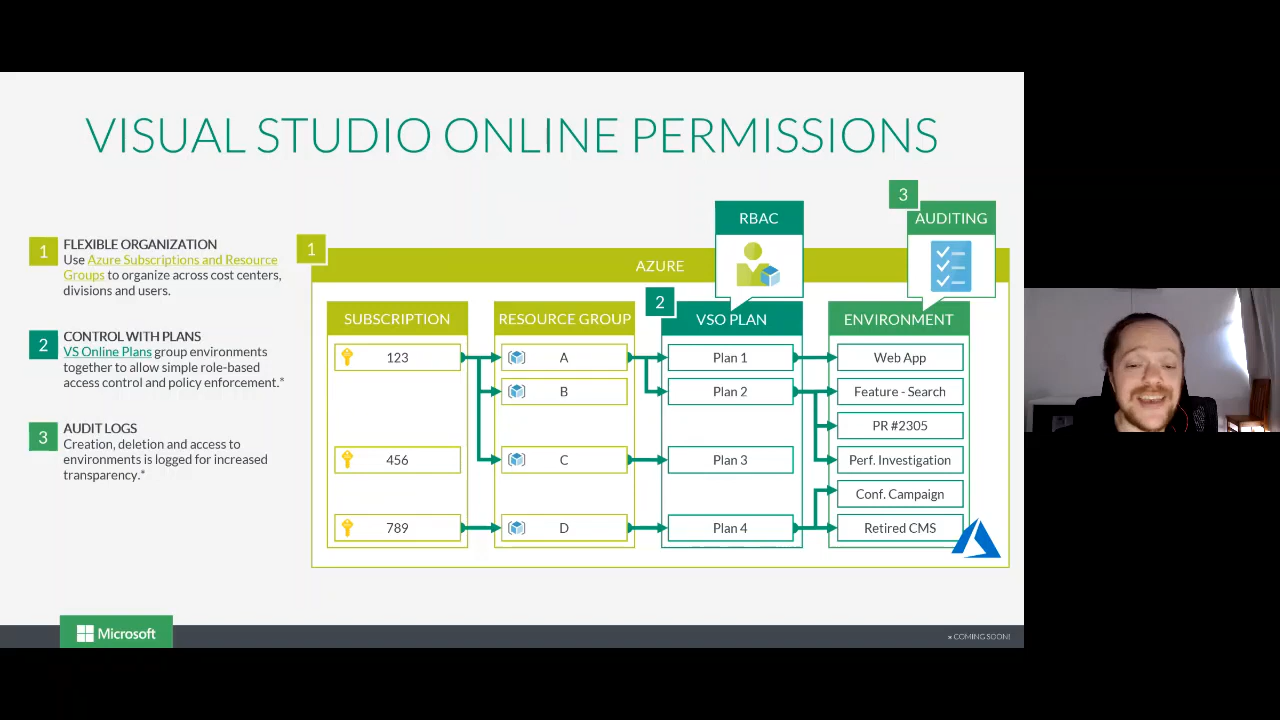 VISUAL STUDIO ONLINE PERMISSIONS
1
FLEXIBLE ORGANIZATION
Use Azure Subscriptions and Resource
Groups to organize across cost centers,
divisions and users.
2
CONTROL WITH PLANS
VS Online Plans group environments
together to allow simple role-based
access control and policy enforcement.*
3
AUDIT LOGS
Creation, deletion and access to
environments is logged for increased
transparency.*
1
AZURE
RBAC
3
AUDITING
SUBSCRIPTION
123
456
789
RESOURCE GROUP
A
B
C
D
2
VSO PLAN
Plan 1
Plan 2
Plan 3
Plan 4
ENVIRONMENT
Web App
Feature - Search
PR #2305
Perf. Investigation
Conf. Campaign
Retired CMS
Microsoft
* COMING SOON!